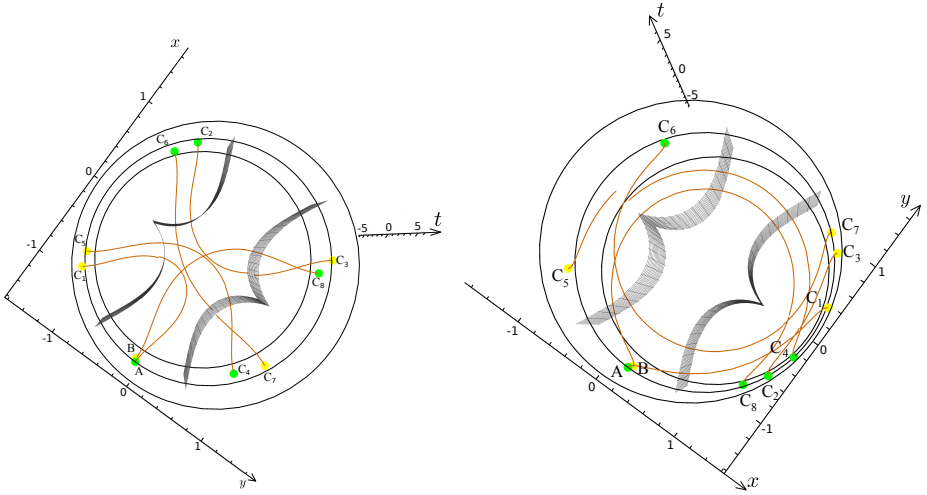 x
C₆ C₂
1
0
-1
C₅
C₁
C₃
C₈
-5 0 5 t
-1
B
A
C₄ C₇
0
1
y
t
5
0
-5
C₆
y
C₇
C₃
1
C₅
C₁
-1
C₄
0
A B
0
C₈ C₂
-1
1
x